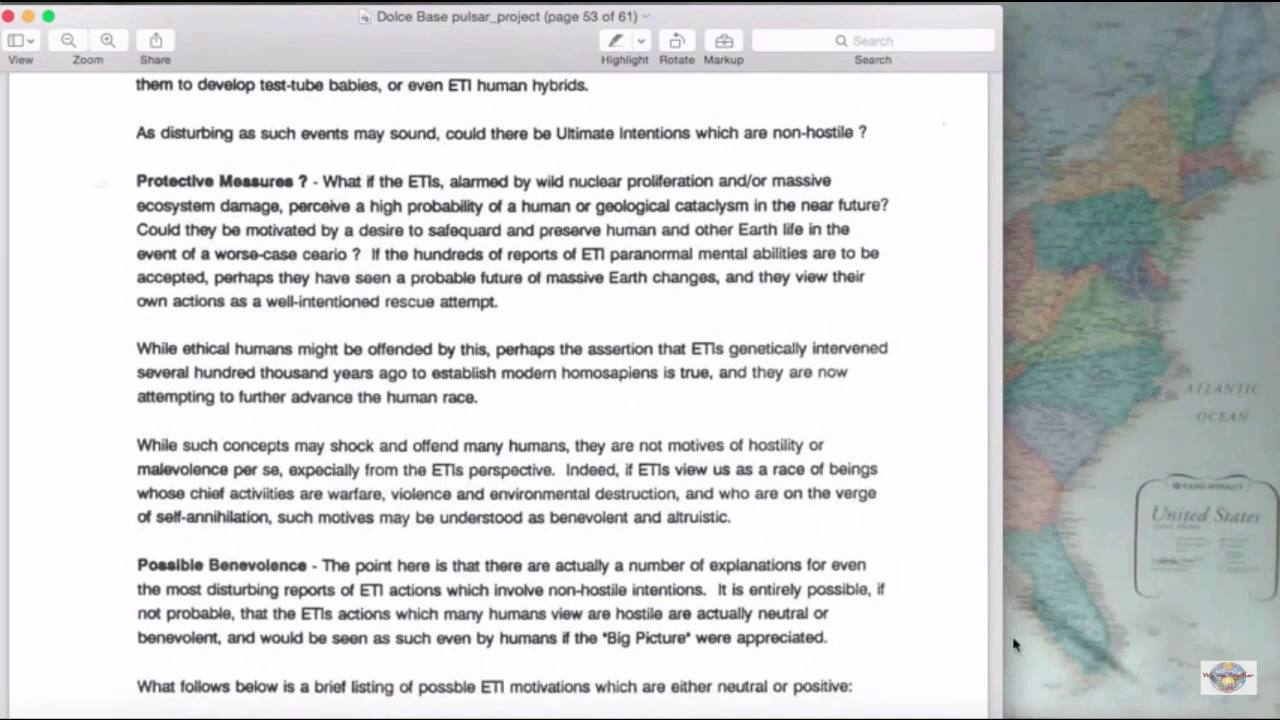 Dolce Base pulsar_project (page 53 of 61)
View
Zoom
Share
Highlight
Rotate
Markup
Search
Search
them to develop test-tube babies, or even ETI human hybrids.
As disturbing as such events may sound, could there be Ultimate Intentions which are non-hostile ?
Protective Measures ? - What if the ETIs, alarmed by wild nuclear proliferation and/or massive
ecosystem damage, perceive a high probability of a human or geological cataclysm in the near future?
Could they be motivated by a desire to safequard and preserve human and other Earth life in the
event of a worse-case ceario ? If the hundreds of reports of ETI paranormal mental abilities are to be
accepted, perhaps they have seen a probable future of massive Earth changes, and they view their
own actions as a well-intentioned rescue attempt.
While ethical humans might be offended by this, perhaps the assertion that ETIs genetically intervened
several hundred thousand years ago to establish modern homosapiens is true, and they are now
attempting to further advance the human race.
While such concepts may shock and offend many humans, they are not motives of hostility or
malevolence per se, expecially from the ETIs perspective. Indeed, if ETIs view us as a race of beings
whose chief activiities are warfare, violence and environmental destruction, and who are on the verge
of self-annihilation, such motives may be understood as benevolent and altruistic.
Possible Benevolence - The point here is that there are actually a number of explanations for even
the most disturbing reports of ETI actions which involve non-hostile intentions. It is entirely possible, if
not probable, that the ETIs actions which many humans view are hostile are actually neutral or
benevolent, and would be seen as such even by humans if the "Big Picture" were appreciated.
What follows below is a brief listing of possble ETI motivations which are either neutral or positive:
ATLANTIC
OCEAN
RAND MCNALLY
United States